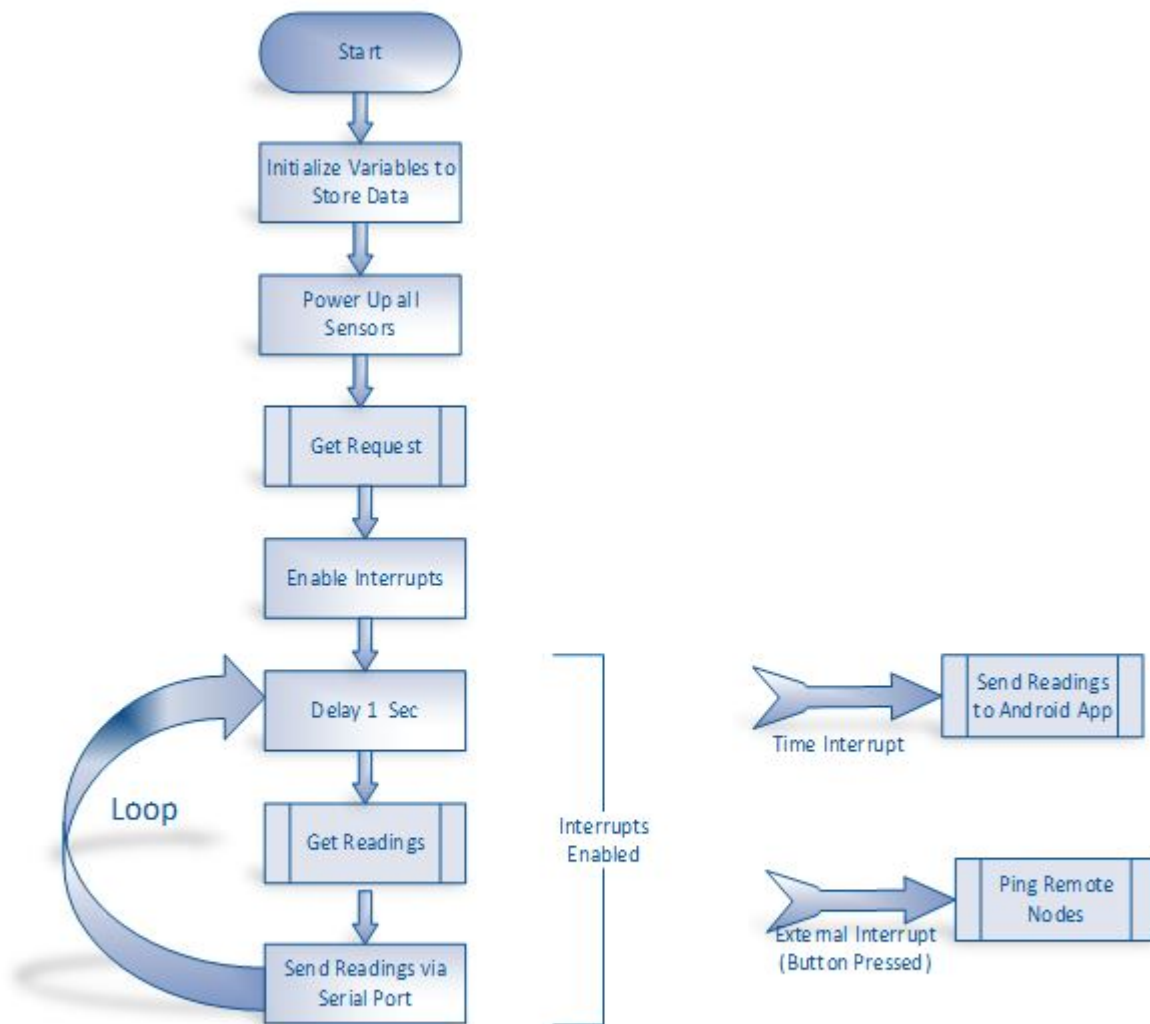 Start
Initialize Variables to
Store Data
Power Up all
Sensors
Get Request
Enable Interrupts
Delay 1 Sec
Loop
Get Readings
Send Readings via
Serial Port
Interrupts
Enabled
Send Readings
to Android App
Time Interrupt
Ping Remote
Nodes
External Interrupt
(Button Pressed)